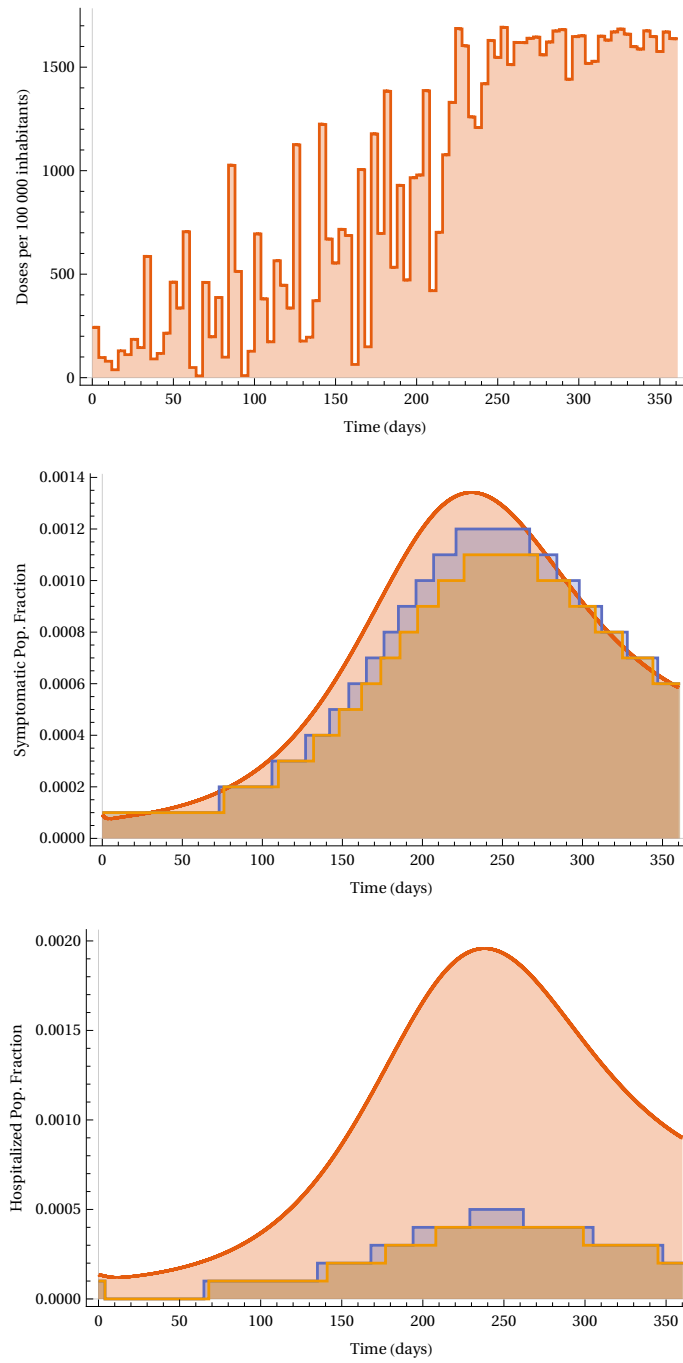 Doses per 100 000 inhabitants)
1500
1000
500
0
0 50 100 150 200 250 300 350
Time (days)
Symptomatic Pop. Fraction
0.0014
0.0012
0.0010
0.0008
0.0006
0.0004
0.0002
0.0000
0 50 100 150 200 250 300 350
Time (days)
Hospitalized Pop. Fraction
0.0020
0.0015
0.0010
0.0005
0.0000
0 50 100 150 200 250 300 350
Time (days)